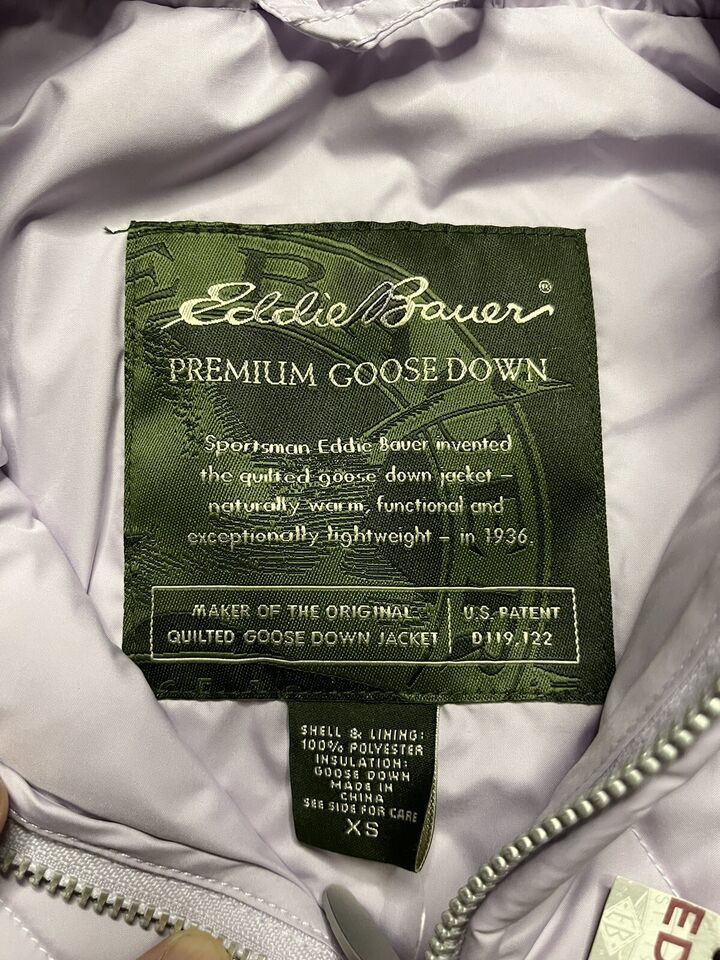 Eddie Bauer®
PREMIUM GOOSE DOWN
Sportsman Eddie Bauer invented
the quilted goose down jacket –
naturally warm, functional and
exceptionally lightweight – in 1936.
MAKER OF THE ORIGINAL
QUILTED GOOSE DOWN JACKET
U.S. PATENT
D119,122
SHELL & LINING:
100% POLYESTER
INSULATION:
GOOSE DOWN
MADE IN
CHINA
SEE SIDE FOR CARE
XS
EB
ED